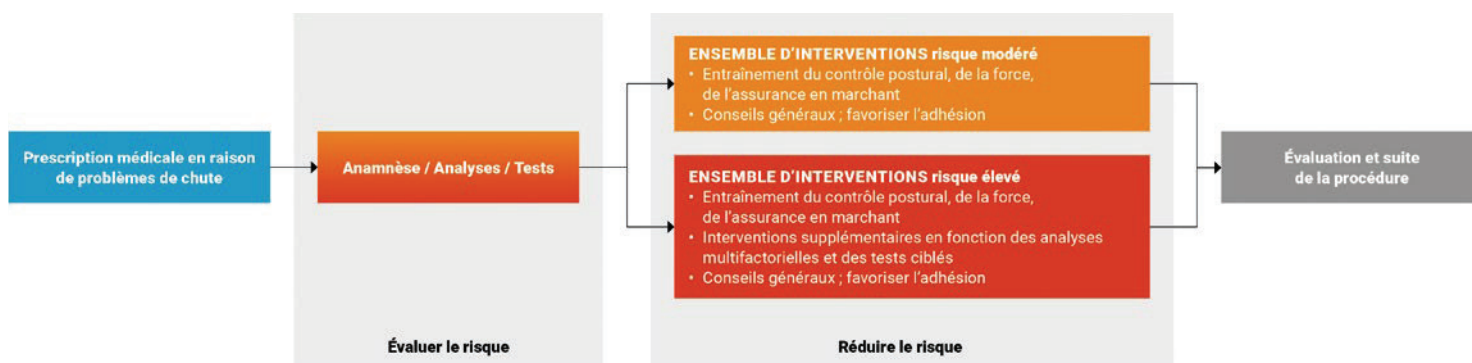 Prescription médicale en raison
de problèmes de chute
Anamnèse / Analyses / Tests
Évaluer le risque
ENSEMBLE D'INTERVENTIONS risque modéré
• Entraînement du contrôle postural, de la force,
de l'assurance en marchant
• Conseils généraux ; favoriser l'adhésion
ENSEMBLE D'INTERVENTIONS risque élevé
• Entraînement du contrôle postural, de la force,
de l'assurance en marchant
• Interventions supplémentaires en fonction des analyses
multifactorielles et des tests ciblés
• Conseils généraux ; favoriser l'adhésion
Réduire le risque
Évaluation et suite
de la procédure